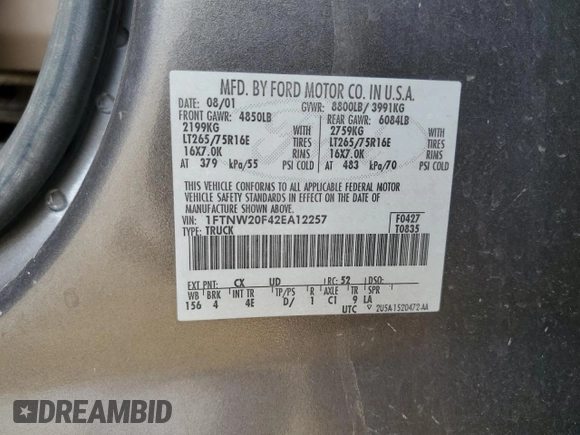 MFD. BY FORD MOTOR CO. IN U.S.A.
DATE: 08/01 GVWR: 8800LB/ 3991KG
FRONT GAWR: 4850LB REAR GAWR: 6084LB
2199KG WITH 2759KG WITH
LT265/75R16E TIRES LT265/75R16E TIRES
16X7.0K RIMS 16X7.0K RIMS
AT 379 kPa/55 PSI COLD AT 483 kPa/70 PSI COLD
THIS VEHICLE CONFORMS TO ALL APPLICABLE FEDERAL MOTOR
VEHICLE SAFETY STANDARDS IN EFFECT ON THE DATE OF
MANUFACTURE SHOWN ABOVE.
VIN: 1FTNW20F42EA12257 F0427
TYPE: TRUCK T0835
EXT PNT: CX UD RC: 52 DSO:
WB BRK INT TR TP/PS R AXLE TR SPR
156 4 4E D/ 1 C1 9 LA
UTC 2U5A 1520472 AA
DREAMBID